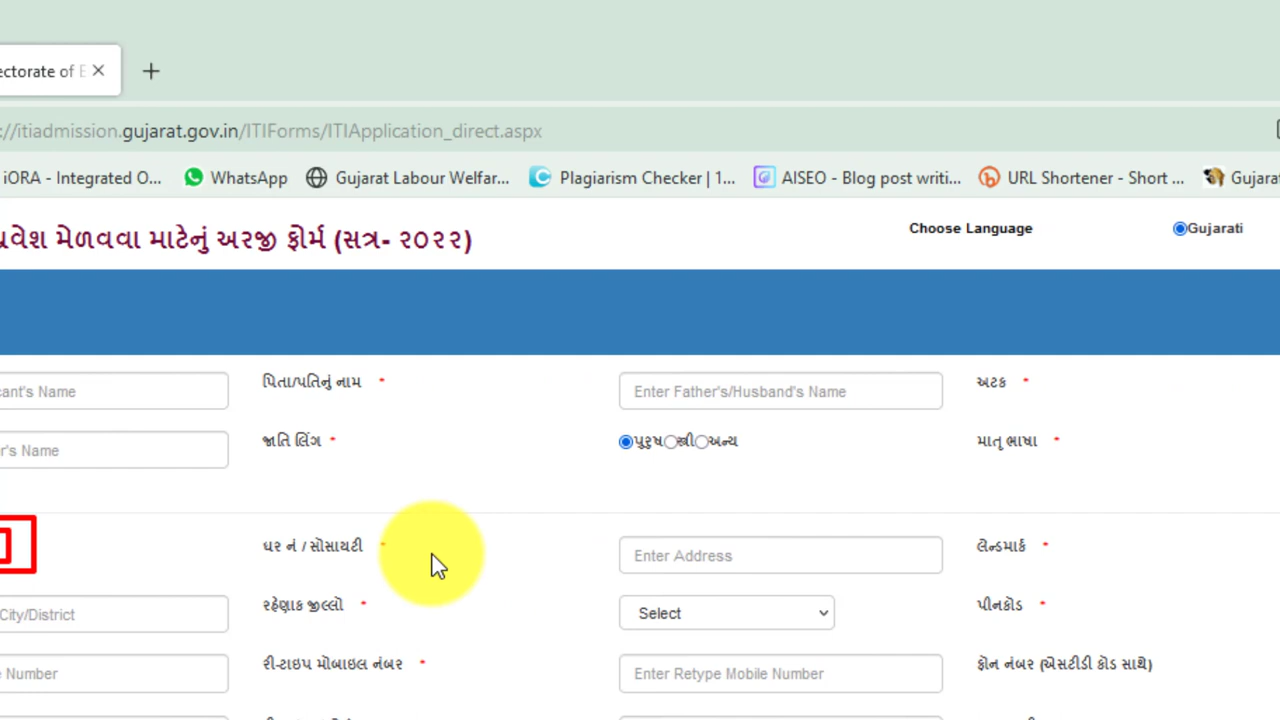 ectorate of E
://itiadmission.gujarat.gov.in/ITIForms/ITIApplication_direct.aspx
iORA - Integrated O... WhatsApp Gujarat Labour Welfar... Plagiarism Checker | 1... AISEO - Blog post writi... URL Shortener - Short ... Gujarat
પ્રવેશ મેળવવા માટેનું અરજી ફોર્મ (સત્ર- ૨૦૨૨) Choose Language Gujarati
cant's Name પિતા/પતિનું નામ * Enter Father's/Husband's Name અટક *
r's Name જાતિ લિંગ * પુરુષ સ્ત્રી અન્ય માતૃ ભાષા *
ઘર નં / સોસાયટી * Enter Address લેન્ડમાર્ક *
City/District રહેણાક જીલ્લો * Select પીનકોડ *
e Number રી-ટાઇપ મોબાઇલ નંબર * Enter Retype Mobile Number ફોન નંબર (એસટીડી કોડ સાથે)